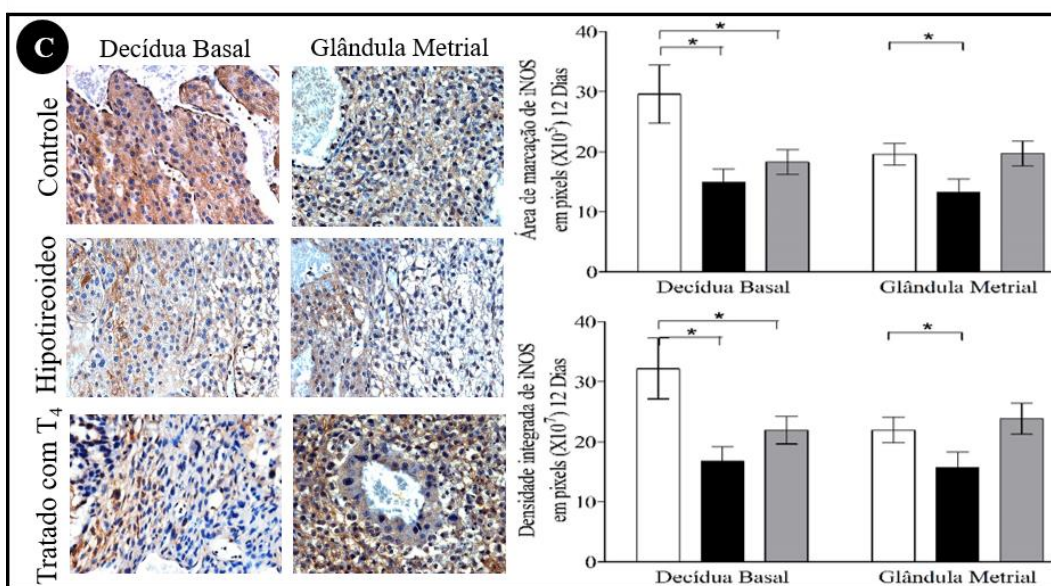 C
Decídua Basal
Glândula Metrial
Controle
Hipotireoideo
Tratado com T4
Área de marcação de iNOS
em pixels (X10⁵) 12 Dias
40
30
20
10
0
*
*
*
Decídua Basal
Glândula Metrial
Densidade integrada de iNOS
em pixels (X10⁷) 12 Dias
40
30
20
10
0
*
*
*
Decídua Basal
Glândula Metrial